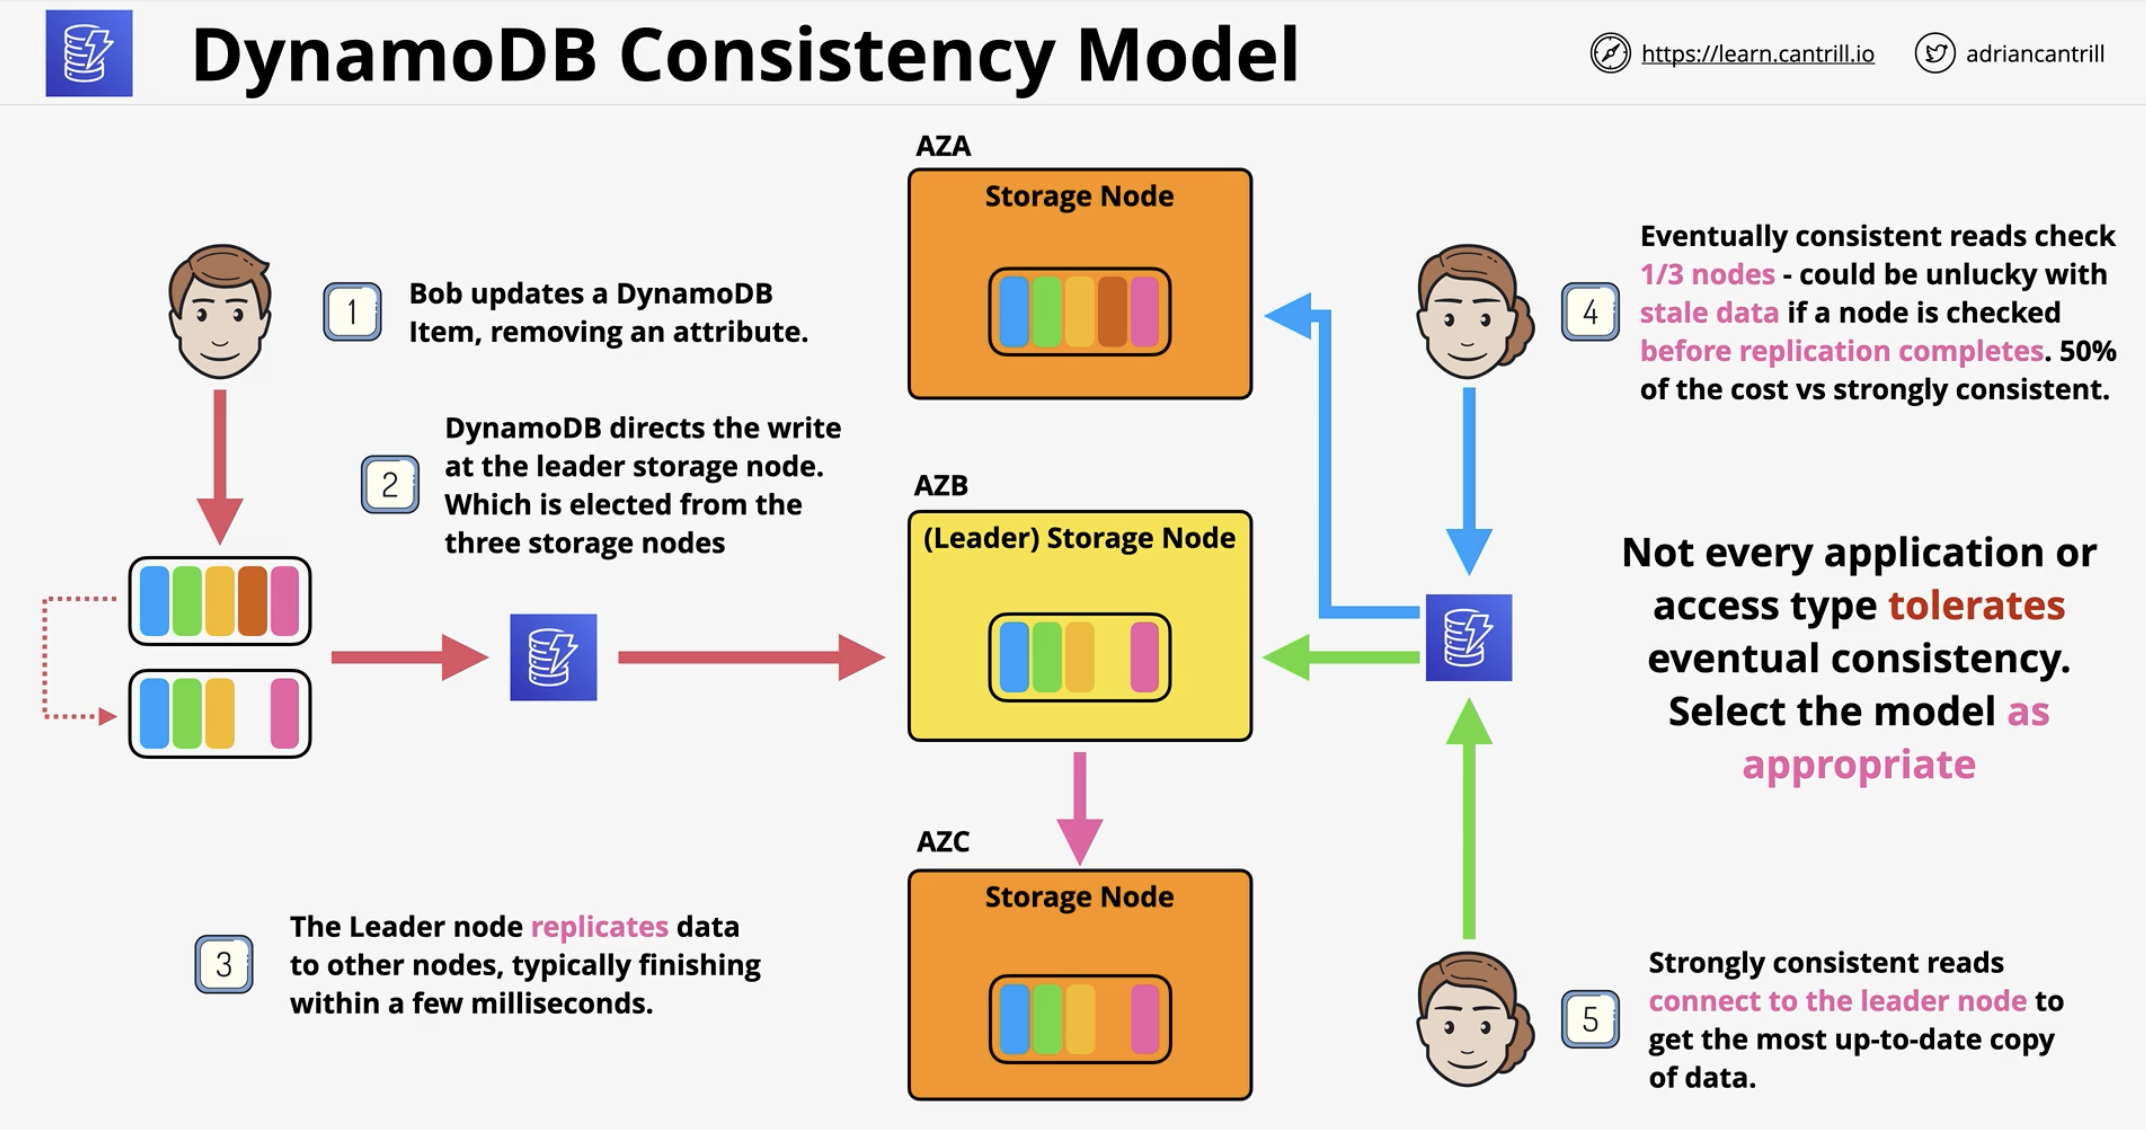 DynamoDB Consistency Model
https://learn.cantrill.io
adriancantrill
1
Bob updates a DynamoDB
Item, removing an attribute.
2
DynamoDB directs the write
at the leader storage node.
Which is elected from the
three storage nodes
3
The Leader node replicates data
to other nodes, typically finishing
within a few milliseconds.
AZA
Storage Node
AZB
(Leader) Storage Node
AZC
Storage Node
4
Eventually consistent reads check
1/3 nodes - could be unlucky with
stale data if a node is checked
before replication completes. 50%
of the cost vs strongly consistent.
Not every application or
access type tolerates
eventual consistency.
Select the model as
appropriate
5
Strongly consistent reads
connect to the leader node to
get the most up-to-date copy
of data.